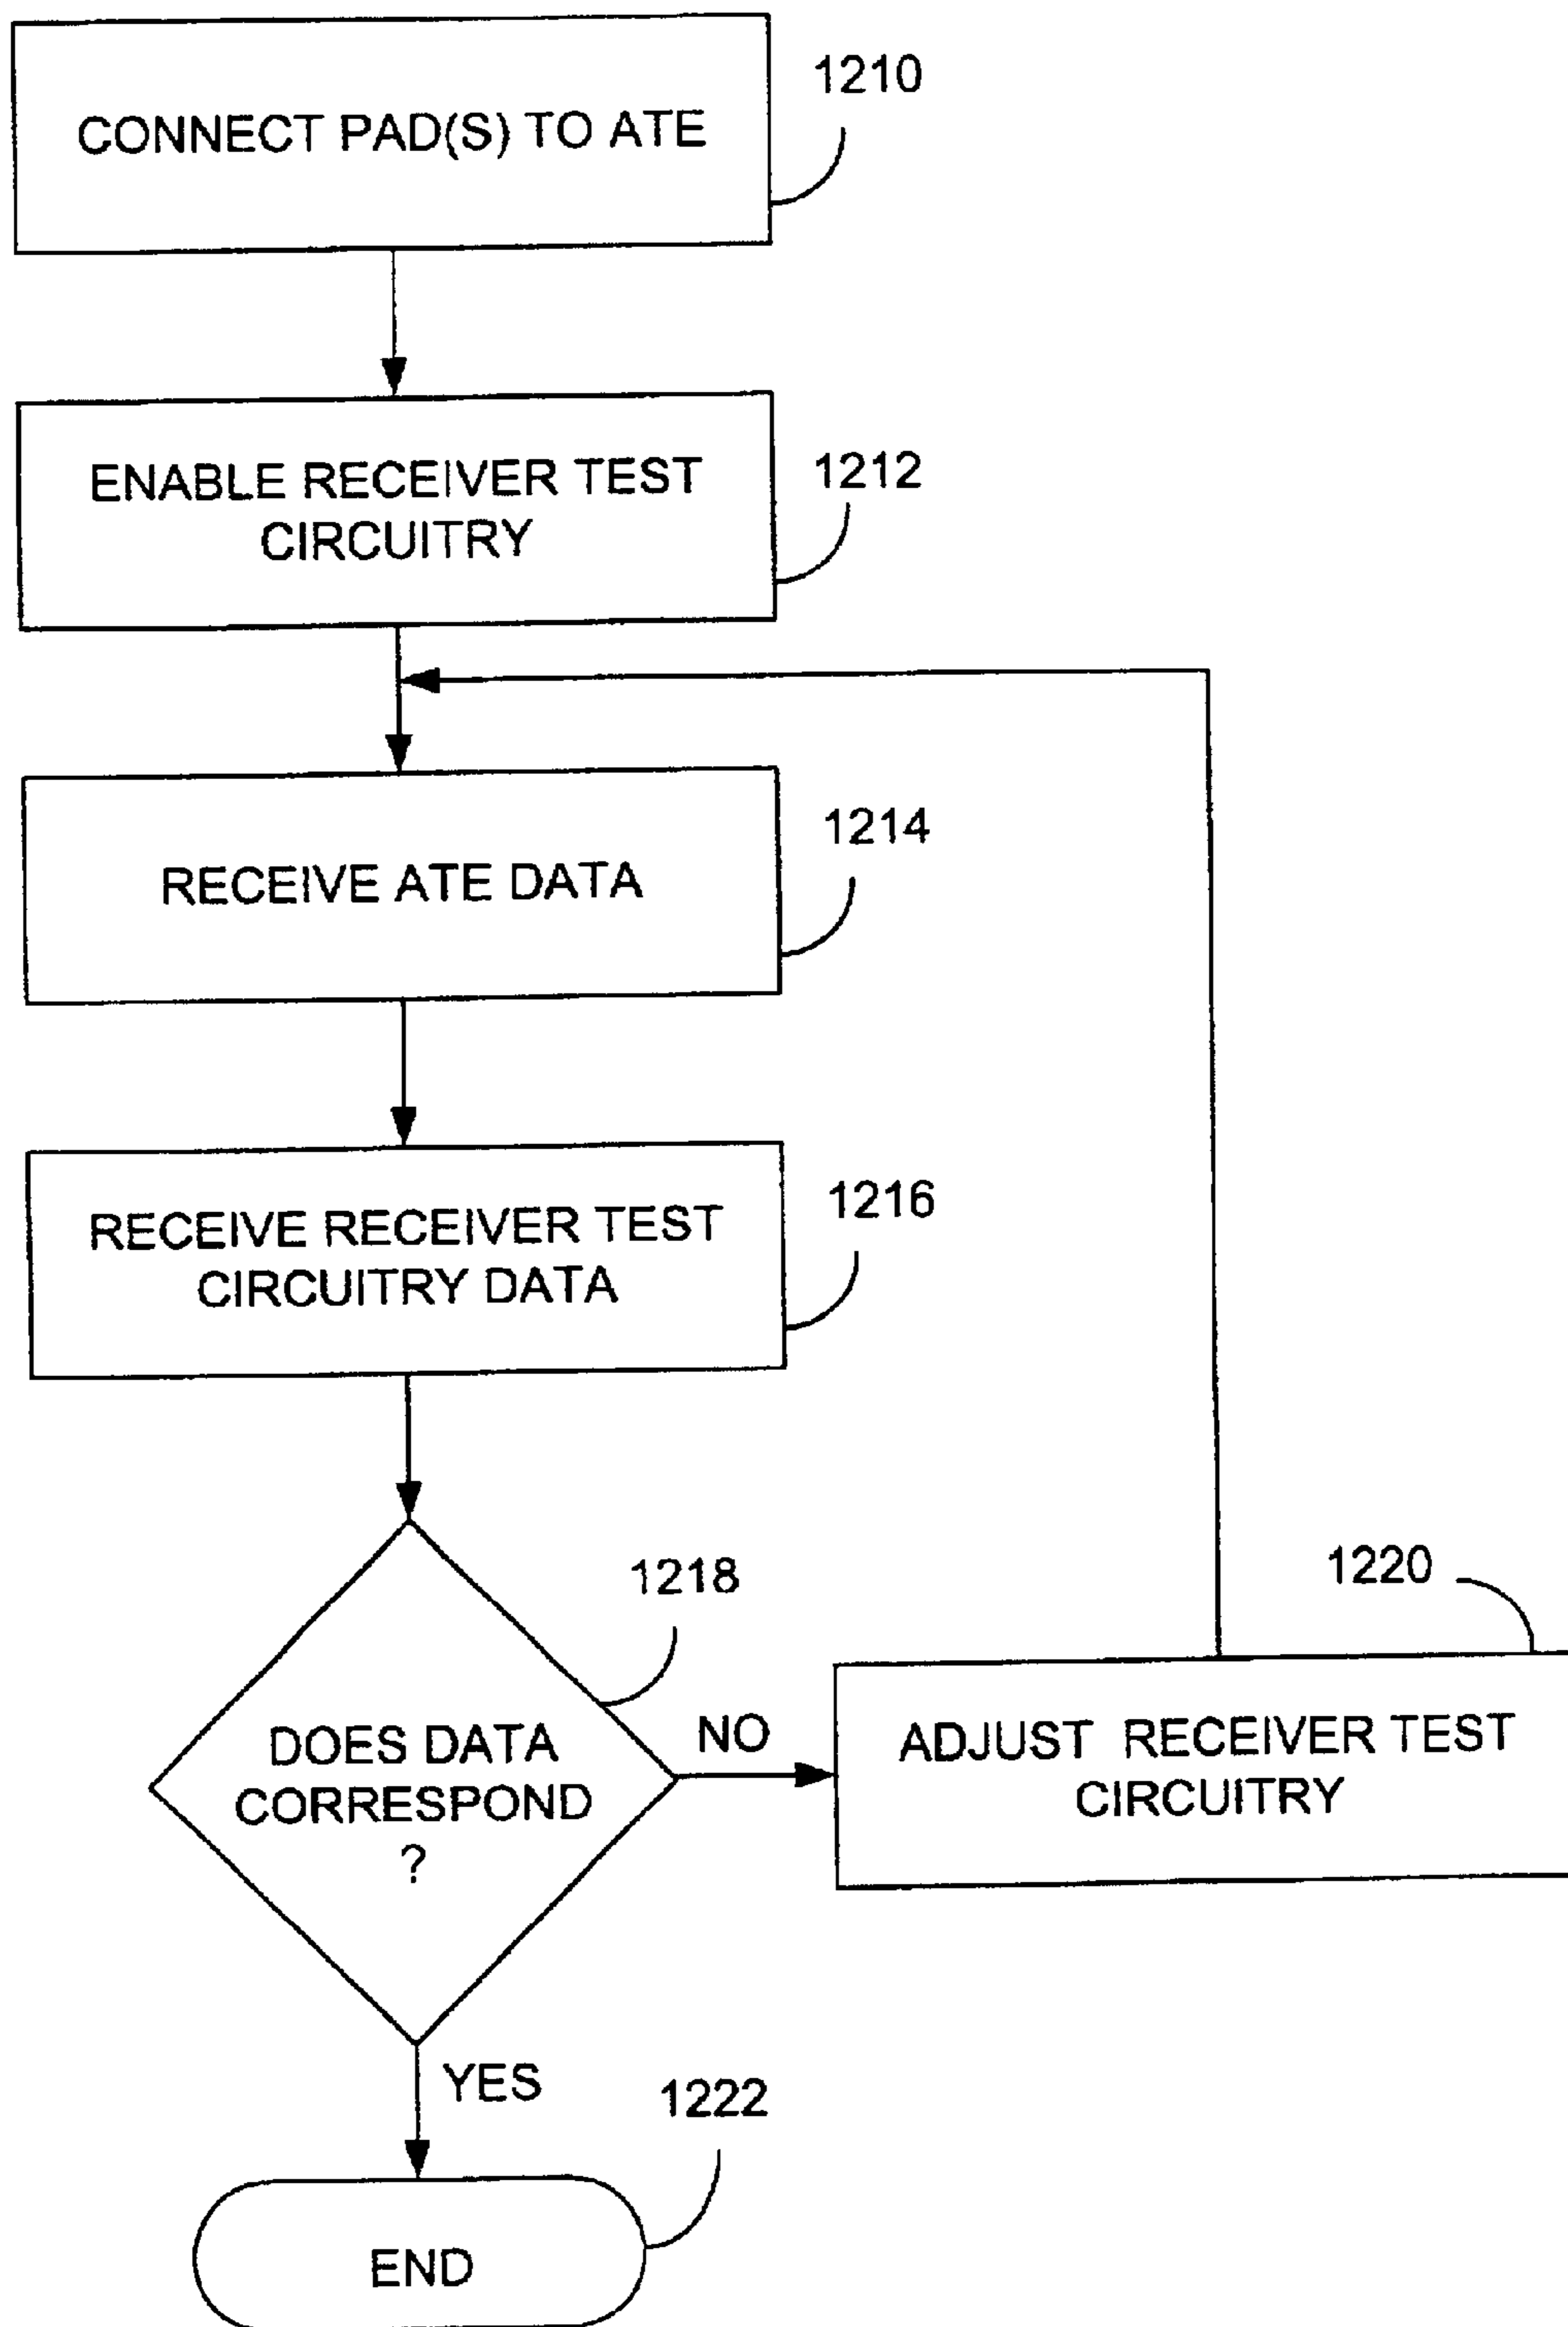 1210
CONNECT PAD(S) TO ATE
1212
ENABLE RECEIVER TEST
CIRCUITRY
1214
RECEIVE ATE DATA
1216
RECEIVE RECEIVER TEST
CIRCUITRY DATA
1218
DOES DATA
CORRESPOND
?
NO
1220
ADJUST RECEIVER TEST
CIRCUITRY
YES
1222
END